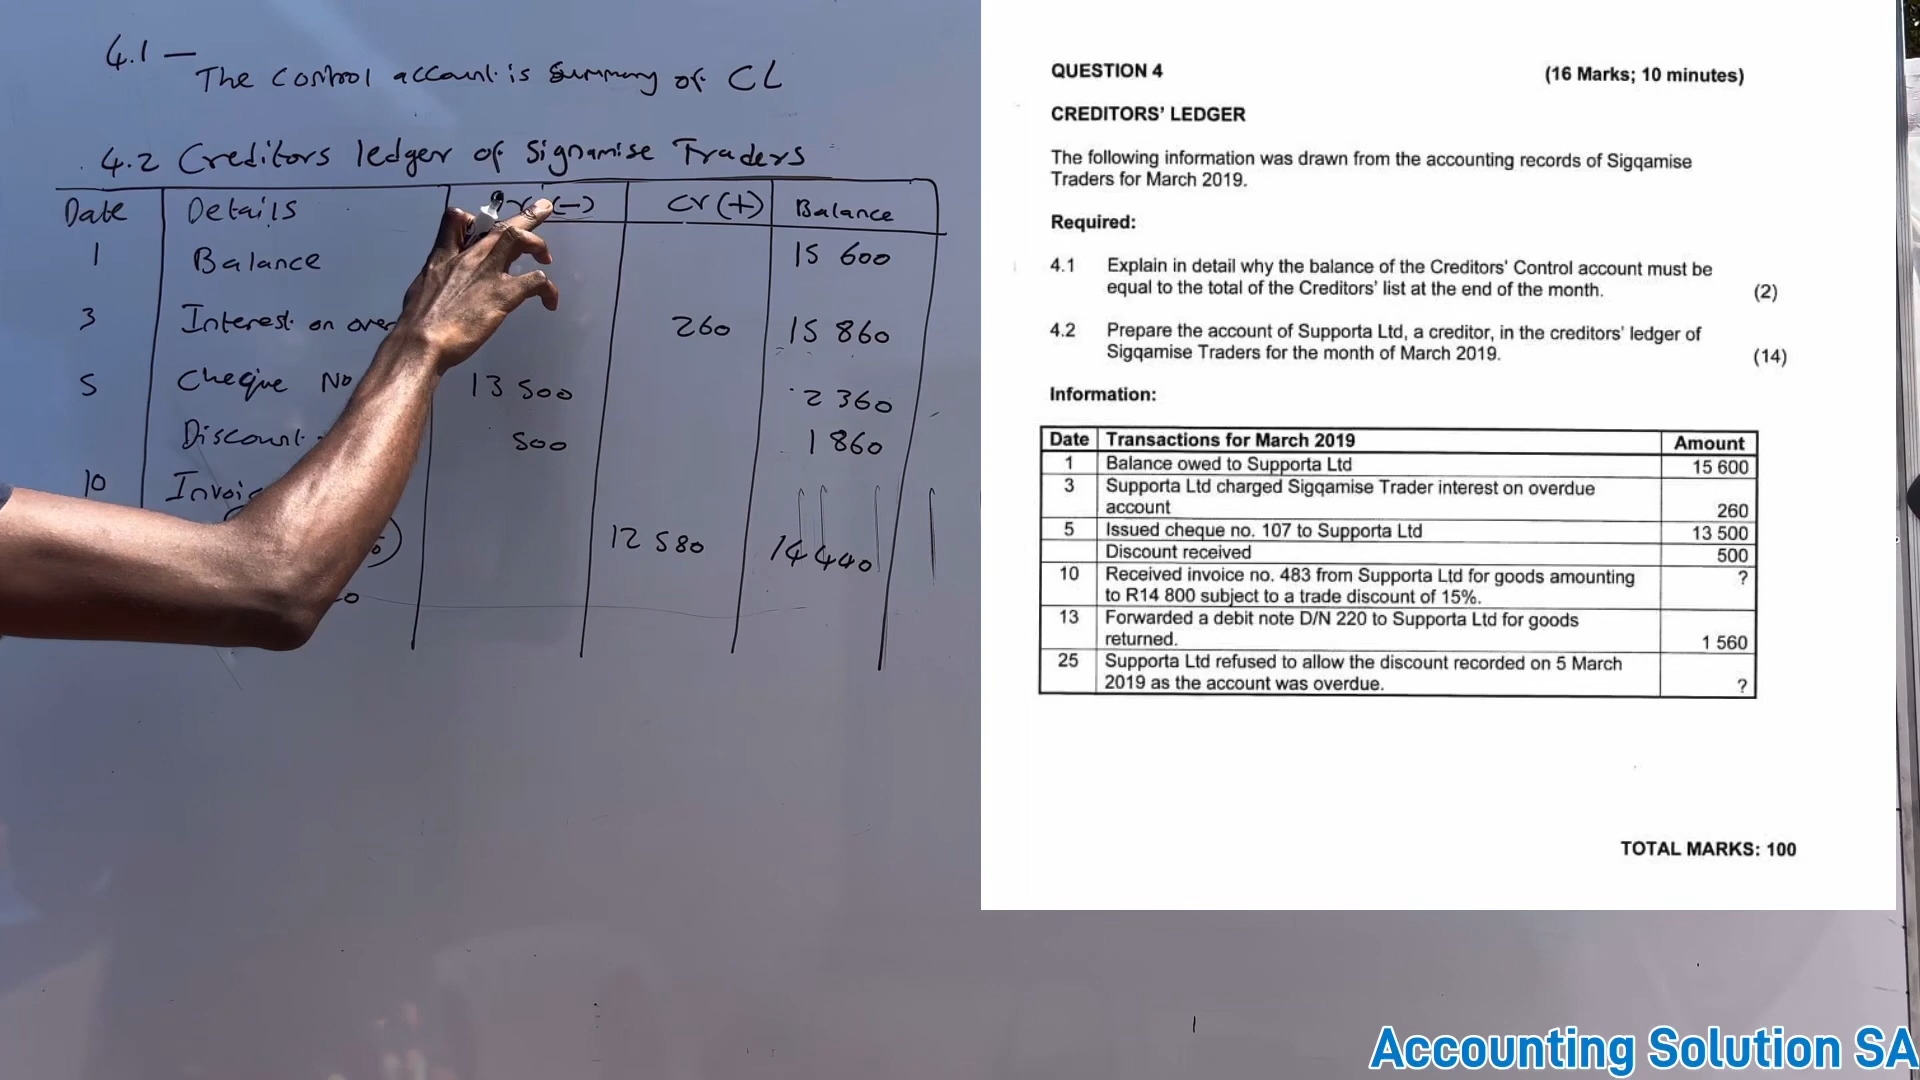 4.1 —
The control account is summary of CL
4.2 Creditors ledger of Signamise Traders
Date Details (-) Cr (+) Balance
1 Balance 15 600
3 Interest on over 260 15 860
5 Cheque No 13 500 2 360
Discount 500 1 860
10
12 580 14 440
QUESTION 4 (16 Marks; 10 minutes)
CREDITORS' LEDGER
The following information was drawn from the accounting records of Sigqamise
Traders for March 2019.
Required:
4.1 Explain in detail why the balance of the Creditors' Control account must be
equal to the total of the Creditors' list at the end of the month. (2)
4.2 Prepare the account of Supporta Ltd, a creditor, in the creditors' ledger of
Sigqamise Traders for the month of March 2019. (14)
Information:
Date Transactions for March 2019 Amount
1 Balance owed to Supporta Ltd 15 600
3 Supporta Ltd charged Sigqamise Trader interest on overdue
account 260
5 Issued cheque no. 107 to Supporta Ltd 13 500
Discount received 500
10 Received invoice no. 483 from Supporta Ltd for goods amounting ?
to R14 800 subject to a trade discount of 15%.
13 Forwarded a debit note D/N 220 to Supporta Ltd for goods
returned. 1 560
25 Supporta Ltd refused to allow the discount recorded on 5 March
2019 as the account was overdue. ?
TOTAL MARKS: 100
Accounting Solution SA